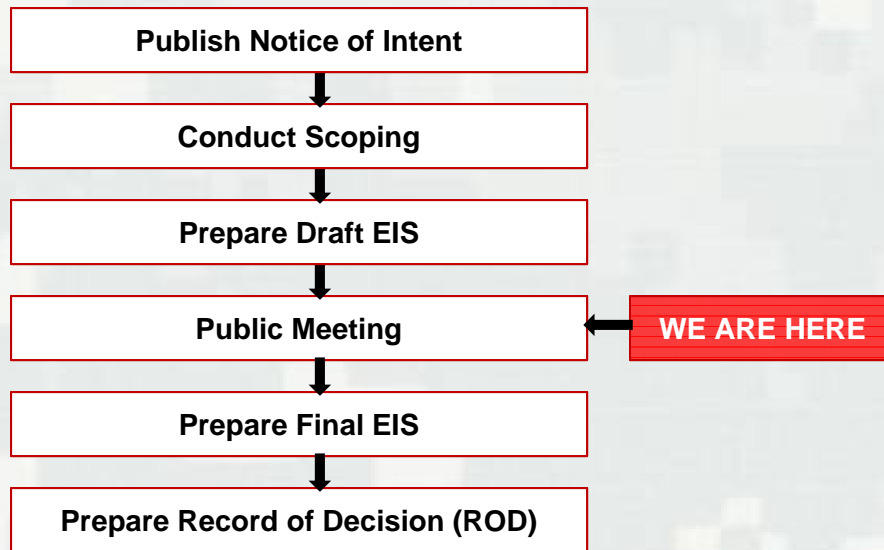 Publish Notice of Intent
Conduct Scoping
Prepare Draft EIS
Public Meeting
WE ARE HERE
Prepare Final EIS
Prepare Record of Decision (ROD)